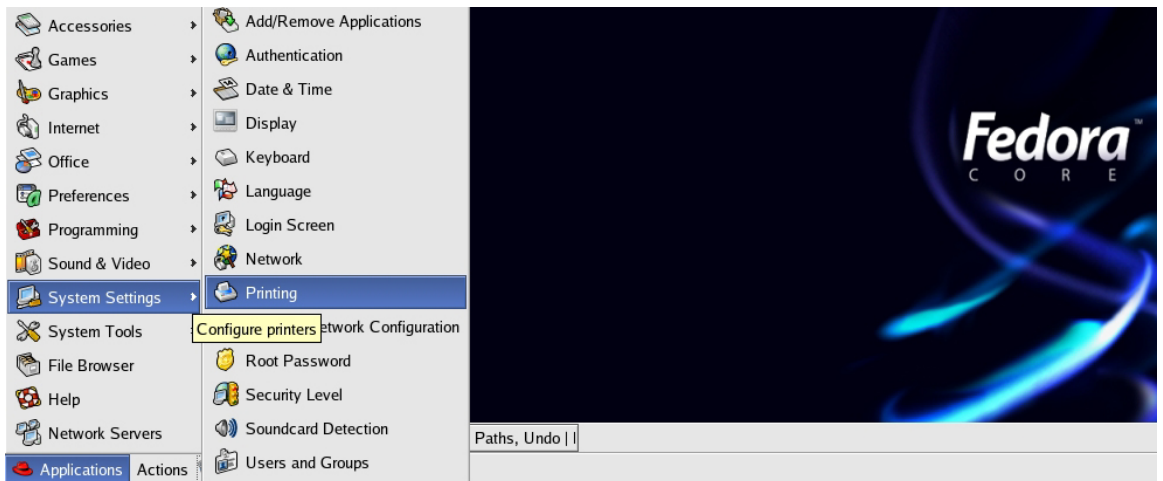 Accessories
Games
Graphics
Internet
Office
Preferences
Programming
Sound & Video
System Settings
System Tools
File Browser
Help
Network Servers
Applications Actions
Add/Remove Applications
Authentication
Date & Time
Display
Keyboard
Language
Login Screen
Network
Printing
Configure printers
etwork Configuration
Root Password
Security Level
Soundcard Detection
Users and Groups
Fedora™
CORE
Paths, Undo |